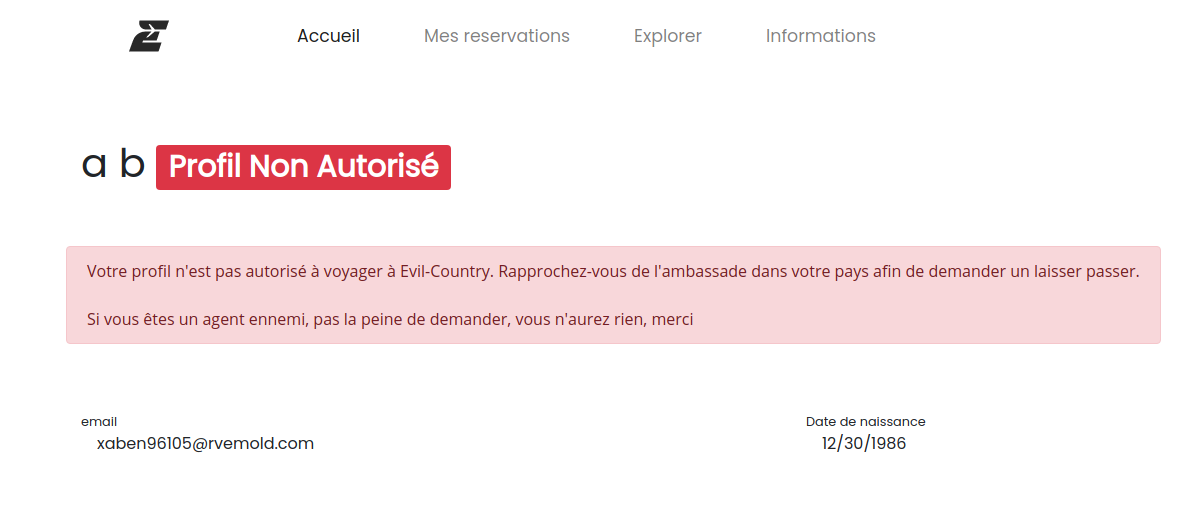 Accueil Mes reservations Explorer Informations
a b Profil Non Autorisé
Votre profil n'est pas autorisé à voyager à Evil-Country. Rapprochez-vous de l'ambassade dans votre pays afin de demander un laisser passer.
Si vous êtes un agent ennemi, pas la peine de demander, vous n'aurez rien, merci
email Date de naissance
xaben96105@rvemold.com 12/30/1986